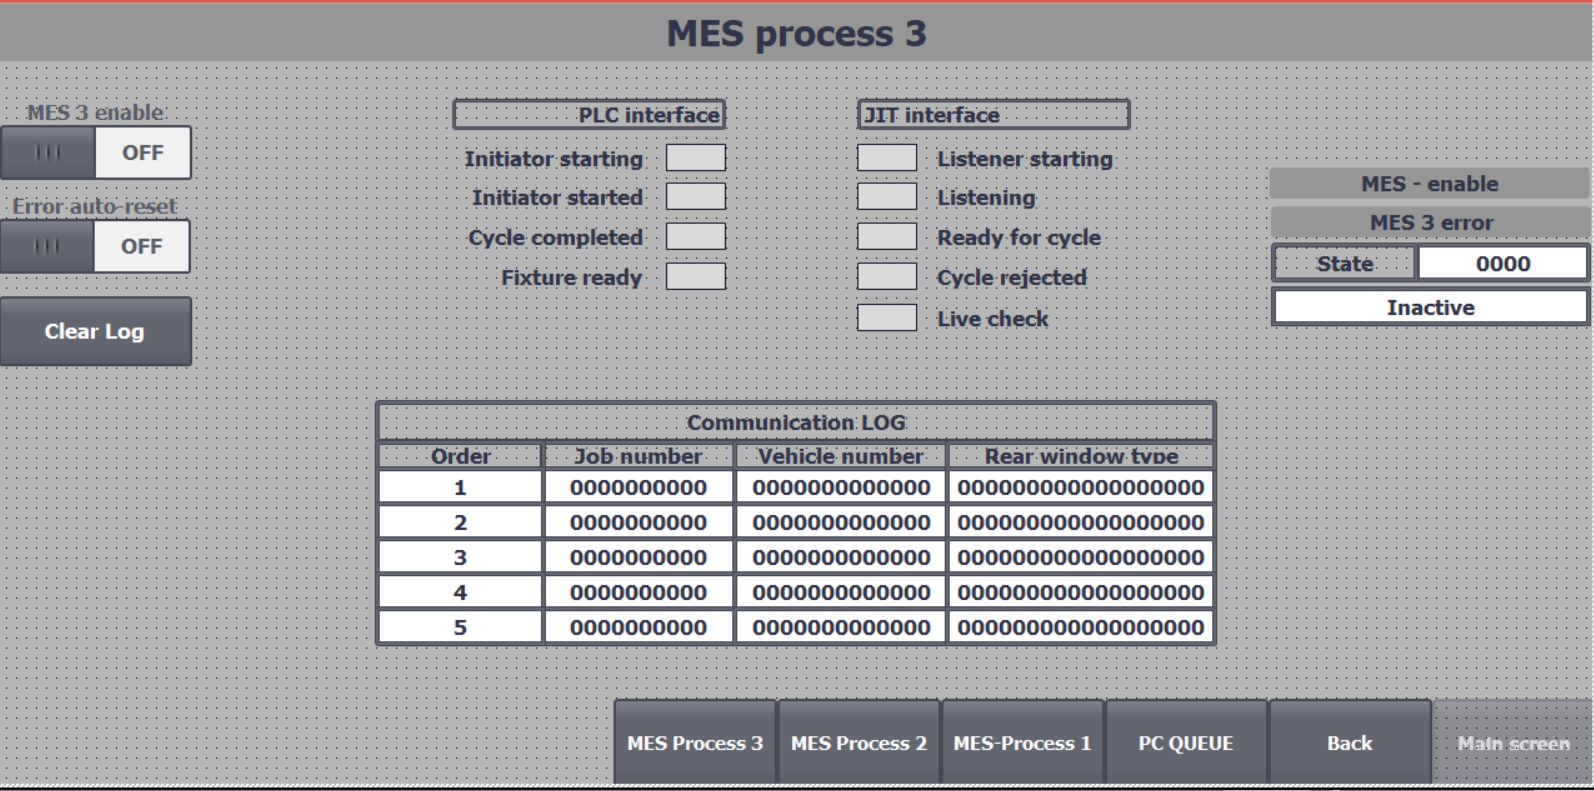 MES process 3
MES 3 enable
OFF
Error auto-reset
OFF
Clear Log
PLC interface
Initiator starting
Initiator started
Cycle completed
Fixture ready
JIT interface
Listener starting
Listening
Ready for cycle
Cycle rejected
Live check
MES - enable
MES 3 error
State 0000
Inactive
Communication LOG
Order Job number Vehicle number Rear window type
1 0000000000 0000000000000 000000000000000000
2 0000000000 0000000000000 000000000000000000
3 0000000000 0000000000000 000000000000000000
4 0000000000 0000000000000 000000000000000000
5 0000000000 0000000000000 000000000000000000
MES Process 3 MES Process 2 MES-Process 1 PC QUEUE Back Main screen